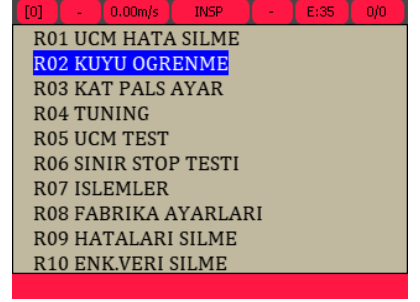 [0] - 0.00m/s INSP - E:35 0/0
R01 UCM HATA SILME
R02 KUYU OGRENME
R03 KAT PALS AYAR
R04 TUNING
R05 UCM TEST
R06 SINIR STOP TESTI
R07 ISLEMLER
R08 FABRIKA AYARLARI
R09 HATALARI SILME
R10 ENK.VERI SILME